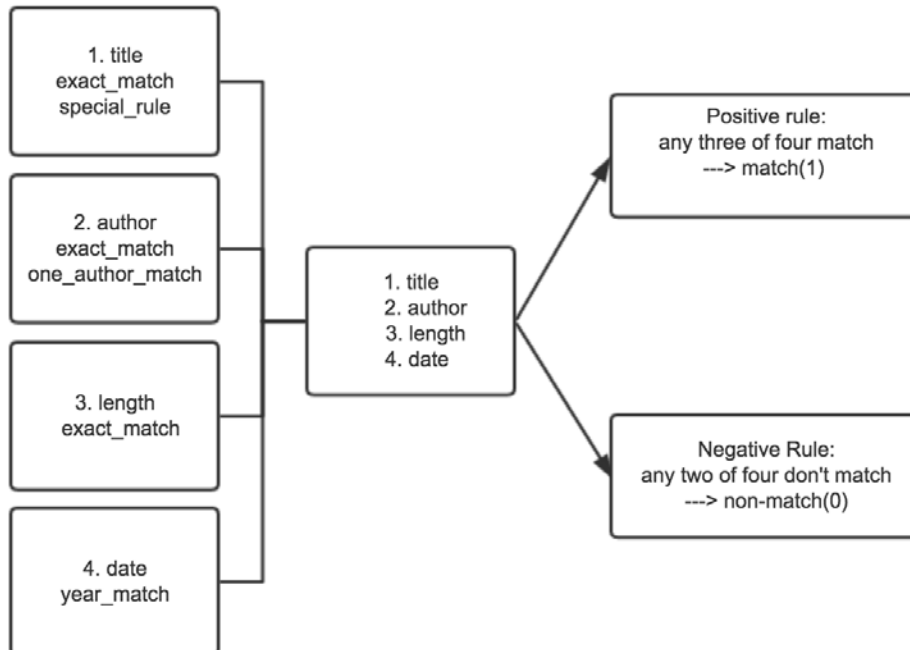 1. title
exact_match
special_rule
2. author
exact_match
one_author_match
3. length
exact_match
4. date
year_match
1. title
2. author
3. length
4. date
Positive rule:
any three of four match
---> match(1)
Negative Rule:
any two of four don't match
---> non-match(0)